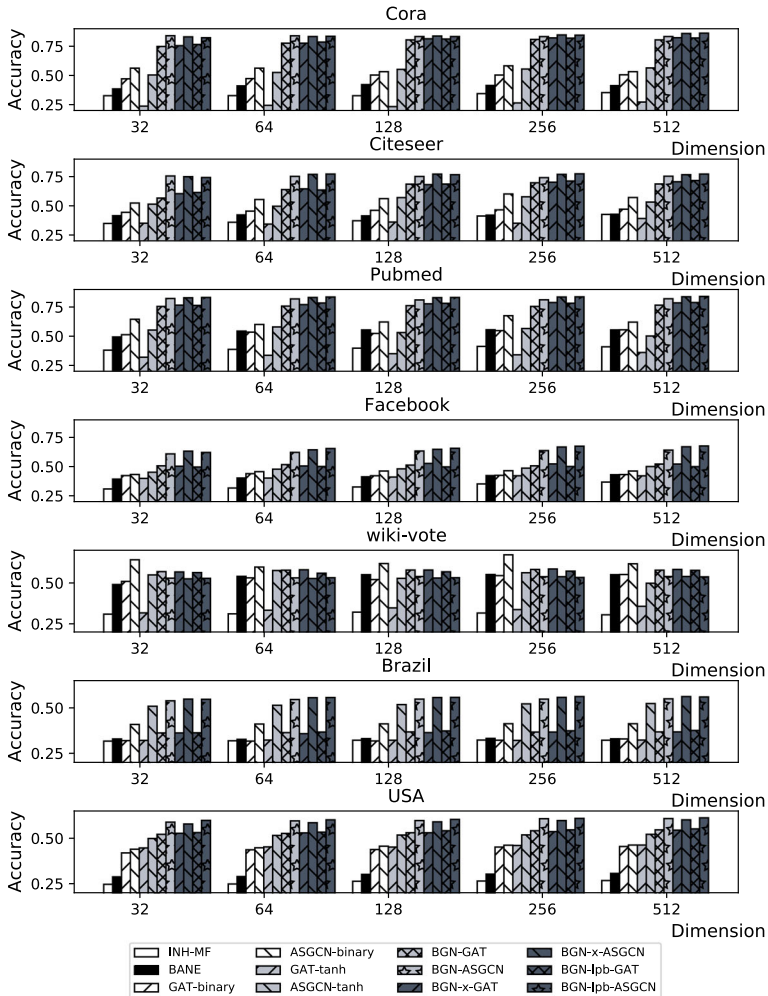 Cora
Accuracy
0.75
0.50
0.25
32 64 128 256 512
Dimension
Citeseer
Accuracy
0.75
0.50
0.25
32 64 128 256 512
Dimension
Pubmed
Accuracy
0.75
0.50
0.25
32 64 128 256 512
Dimension
Facebook
Accuracy
0.75
0.50
0.25
32 64 128 256 512
Dimension
wiki-vote
Accuracy
0.50
0.25
32 64 128 256 512
Dimension
Brazil
Accuracy
0.50
0.25
32 64 128 256 512
Dimension
USA
Accuracy
0.50
0.25
32 64 128 256 512
Dimension
INH-MF ASGCN-binary BGN-GAT BGN-x-ASGCN
BANE GAT-tanh BGN-ASGCN BGN-lpb-GAT
GAT-binary ASGCN-tanh BGN-x-GAT BGN-lpb-ASGCN